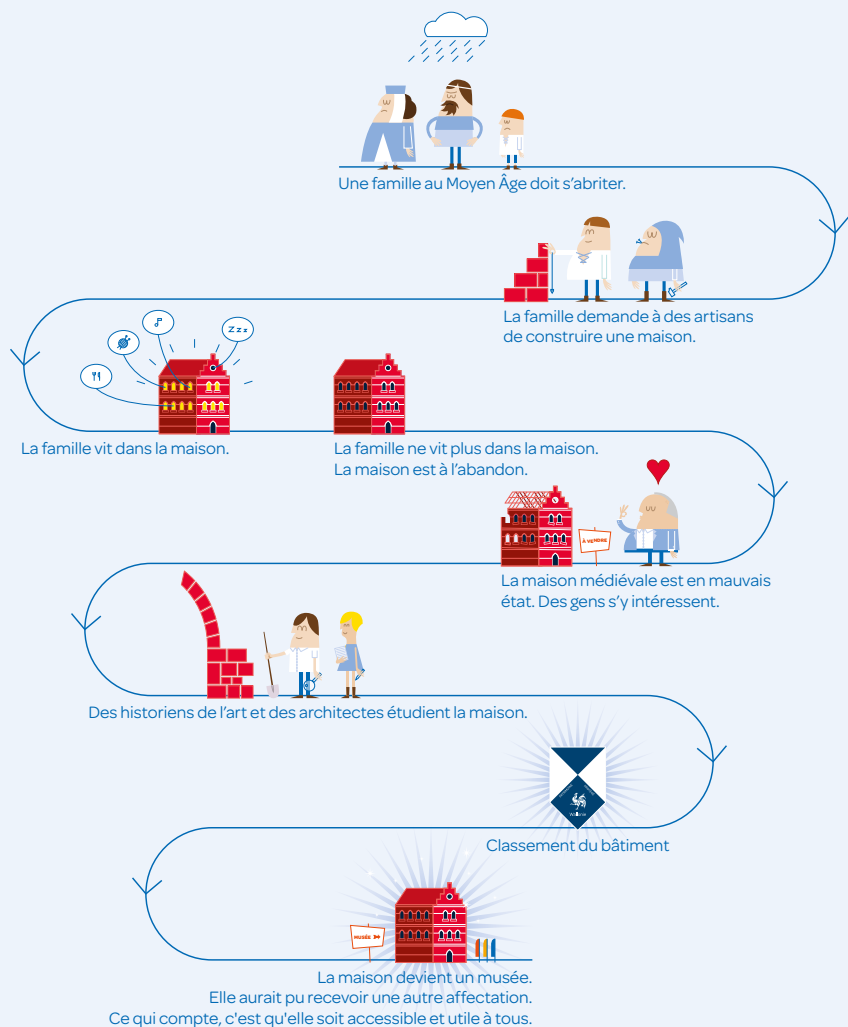 Une famille au Moyen Âge doit s'abriter.
La famille demande à des artisans
de construire une maison.
Zzz
La famille vit dans la maison.
La famille ne vit plus dans la maison.
La maison est à l'abandon.
À VENDRE
La maison médiévale est en mauvais
état. Des gens s'y intéressent.
Des historiens de l'art et des architectes étudient la maison.
Classement du bâtiment
MUSÉE
La maison devient un musée.
Elle aurait pu recevoir une autre affectation.
Ce qui compte, c'est qu'elle soit accessible et utile à tous.